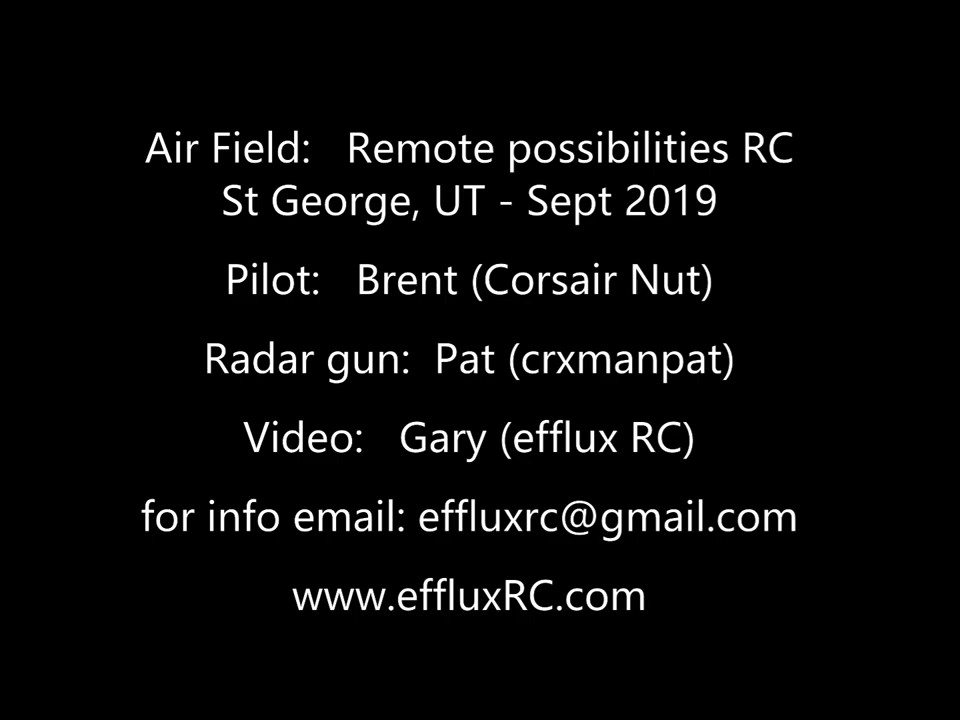 Air Field:   Remote possibilities RC
St George, UT - Sept 2019
Pilot:   Brent (Corsair Nut)
Radar gun:  Pat (crxmanpat)
Video:   Gary (efflux RC)
for info email: effluxrc@gmail.com
www.effluxRC.com